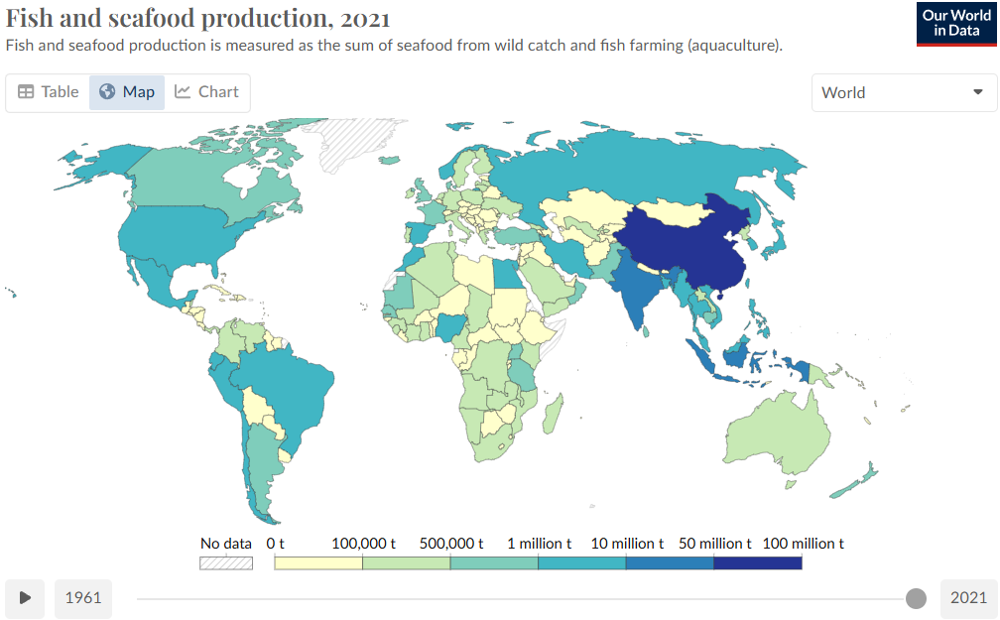 Fish and seafood production, 2021
Fish and seafood production is measured as the sum of seafood from wild catch and fish farming (aquaculture).
Our World
in Data
Table Map Chart
World
No data 0 t 100,000 t 500,000 t 1 million t 10 million t 50 million t 100 million t
1961 2021